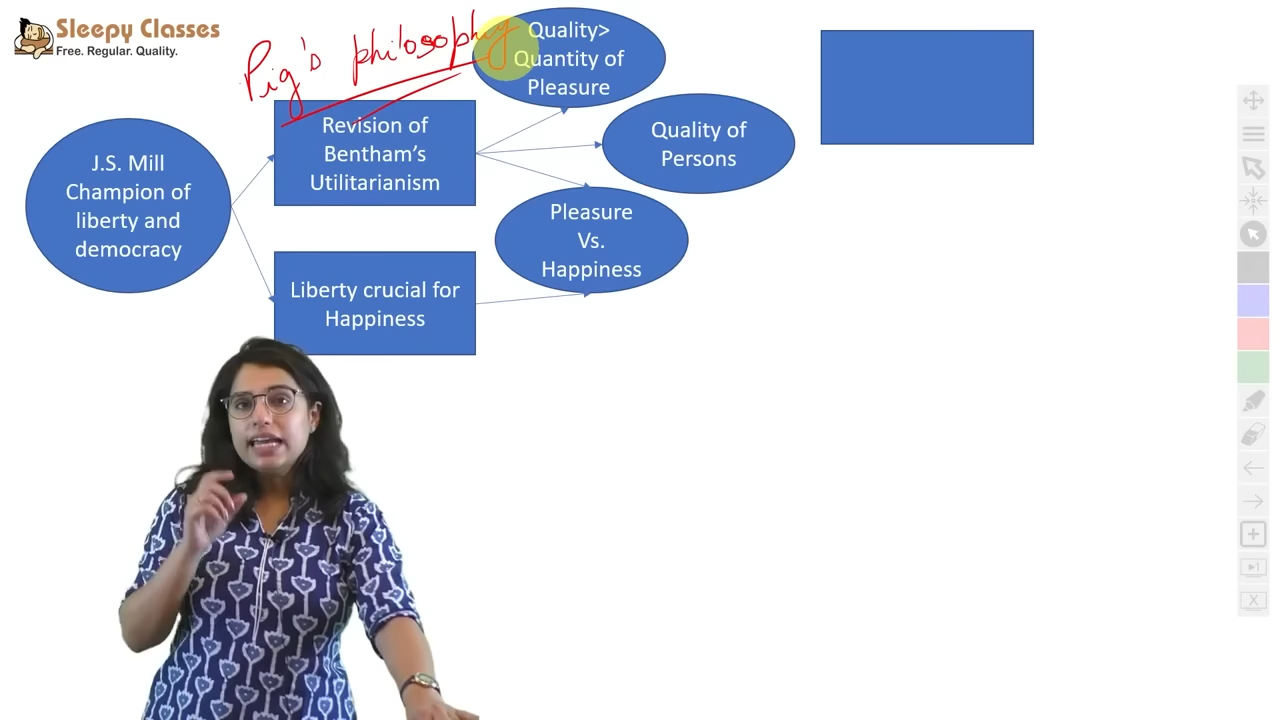 Sleepy Classes
Free. Regular. Quality.
Pig's philosophy
Quality>
Quantity of
Pleasure
Revision of
Bentham's
Utilitarianism
Quality of
Persons
J.S. Mill
Champion of
liberty and
democracy
Pleasure
Vs.
Happiness
Liberty crucial for
Happiness